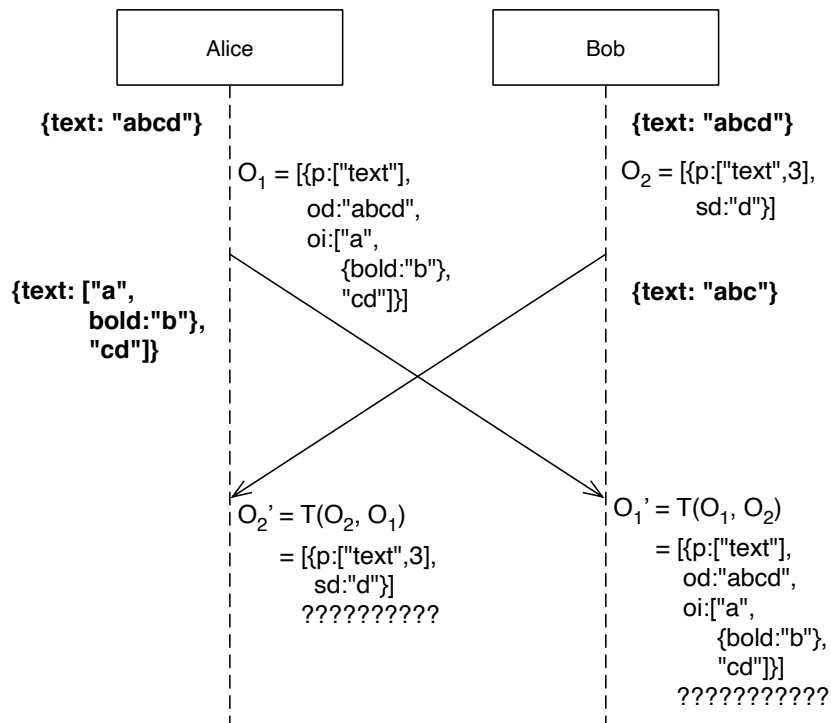 Alice
Bob
{text: "abcd"}
{text: "abcd"}
O1 = [{p:["text"],
od:"abcd",
oi:["a",
{bold:"b"},
"cd"]}]
O2 = [{p:["text",3],
sd:"d"}]
{text: ["a",
bold:"b"},
"cd"]}
{text: "abc"}
O2’ = T(O2, O1)
= [{p:["text",3],
sd:"d"}]
??????????
O1’ = T(O1, O2)
= [{p:["text"],
od:"abcd",
oi:["a",
{bold:"b"},
"cd"]}]
???????????